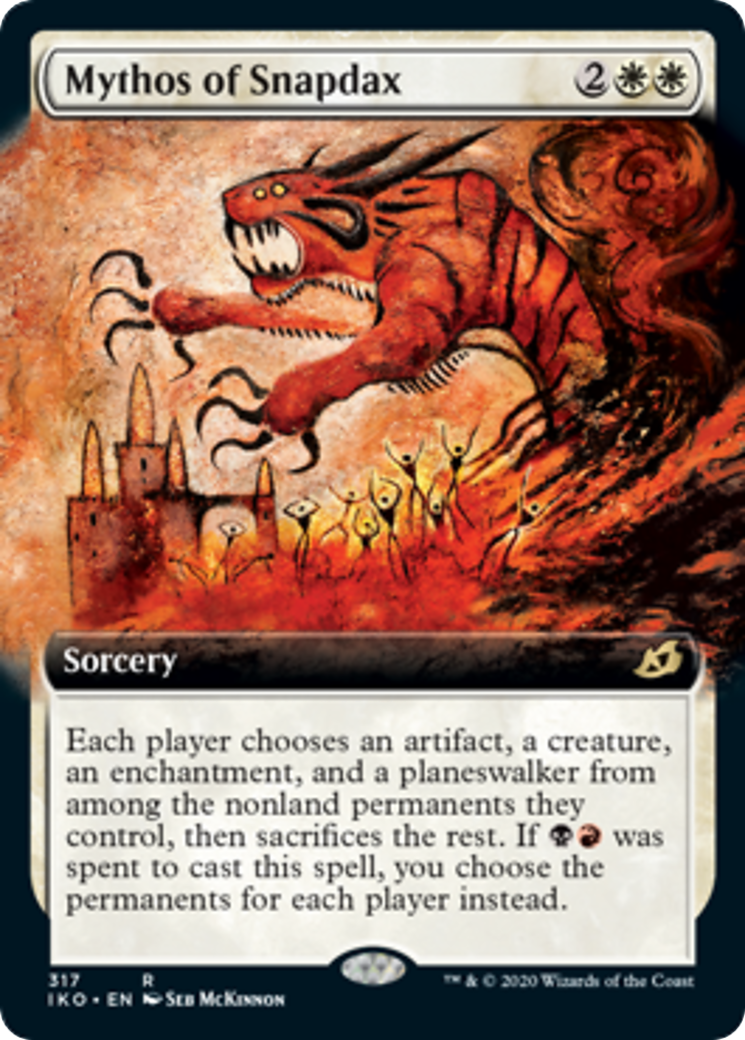 Mythos of Snapdax 2
Sorcery
Each player chooses an artifact, a creature,
an enchantment, and a planeswalker from
among the nonland permanents they
control, then sacrifices the rest. If was
spent to cast this spell, you choose the
permanents for each player instead.
317 R ™ & © 2020 Wizards of the Coast
IKO • EN Seb McKinnon